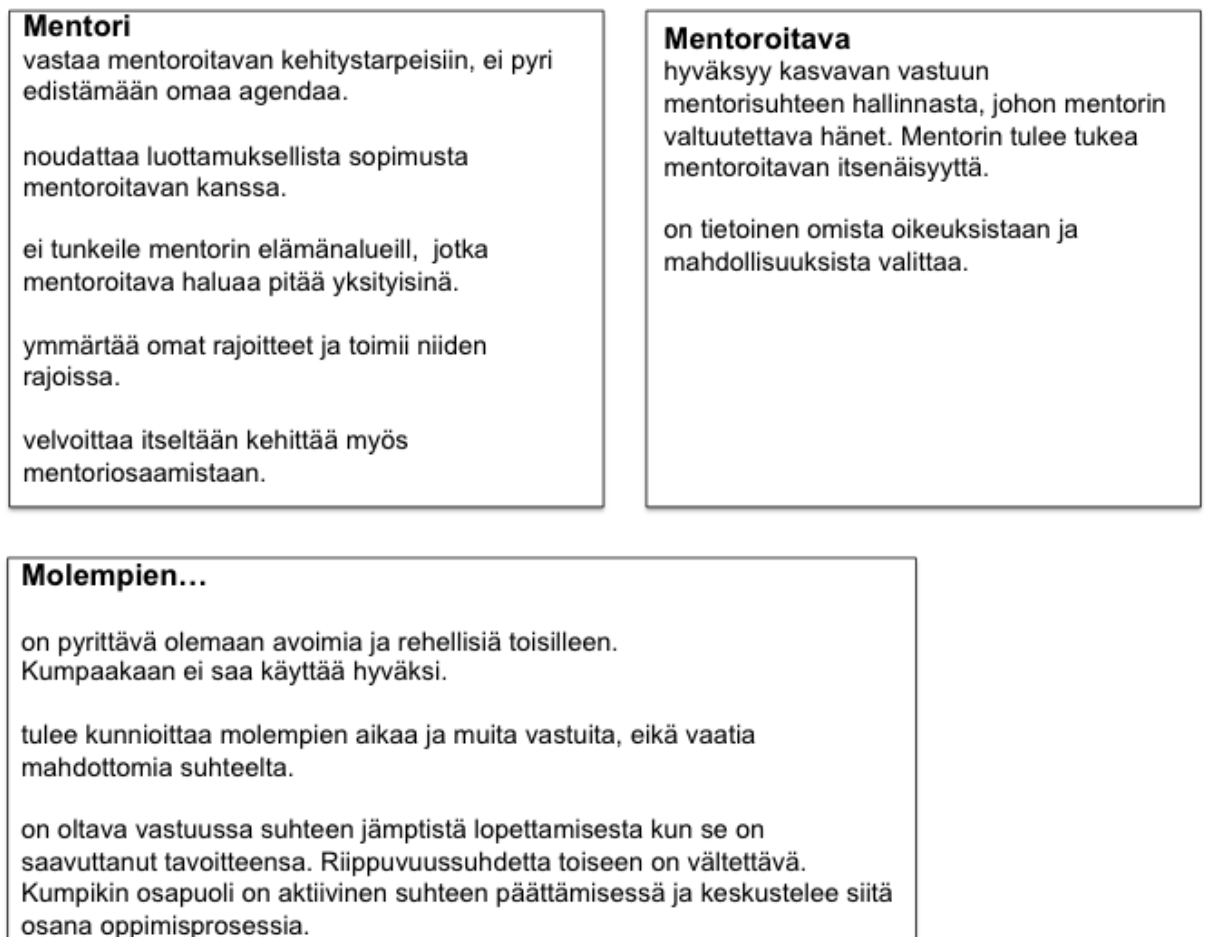 Mentori
vastaa mentoroitavan kehitystarpeisiin, ei pyri
edistämään omaa agendaa.
noudattaa luottamuksellista sopimusta
mentoroitavan kanssa.
ei tunkeile mentorin elämänalueill,  jotka
mentoroitava haluaa pitää yksityisinä.
ymmärtää omat rajoitteet ja toimii niiden
rajoissa.
velvoittaa itseltään kehittää myös
mentoriosaamistaan.
Mentoroitava
hyväksyy kasvavan vastuun
mentorisuhteen hallinnasta, johon mentorin
valtuutettava hänet. Mentorin tulee tukea
mentoroitavan itsenäisyyttä.
on tietoinen omista oikeuksistaan ja
mahdollisuuksista valittaa.
Molempien…
on pyrittävä olemaan avoimia ja rehellisiä toisilleen.
Kumpaakaan ei saa käyttää hyväksi.
tulee kunnioittaa molempien aikaa ja muita vastuita, eikä vaatia
mahdottomia suhteelta.
on oltava vastuussa suhteen jämptistä lopettamisesta kun se on
saavuttanut tavoitteensa. Riippuvuussuhdetta toiseen on vältettävä.
Kumpikin osapuoli on aktiivinen suhteen päättämisessä ja keskustelee siitä
osana oppimisprosessia.